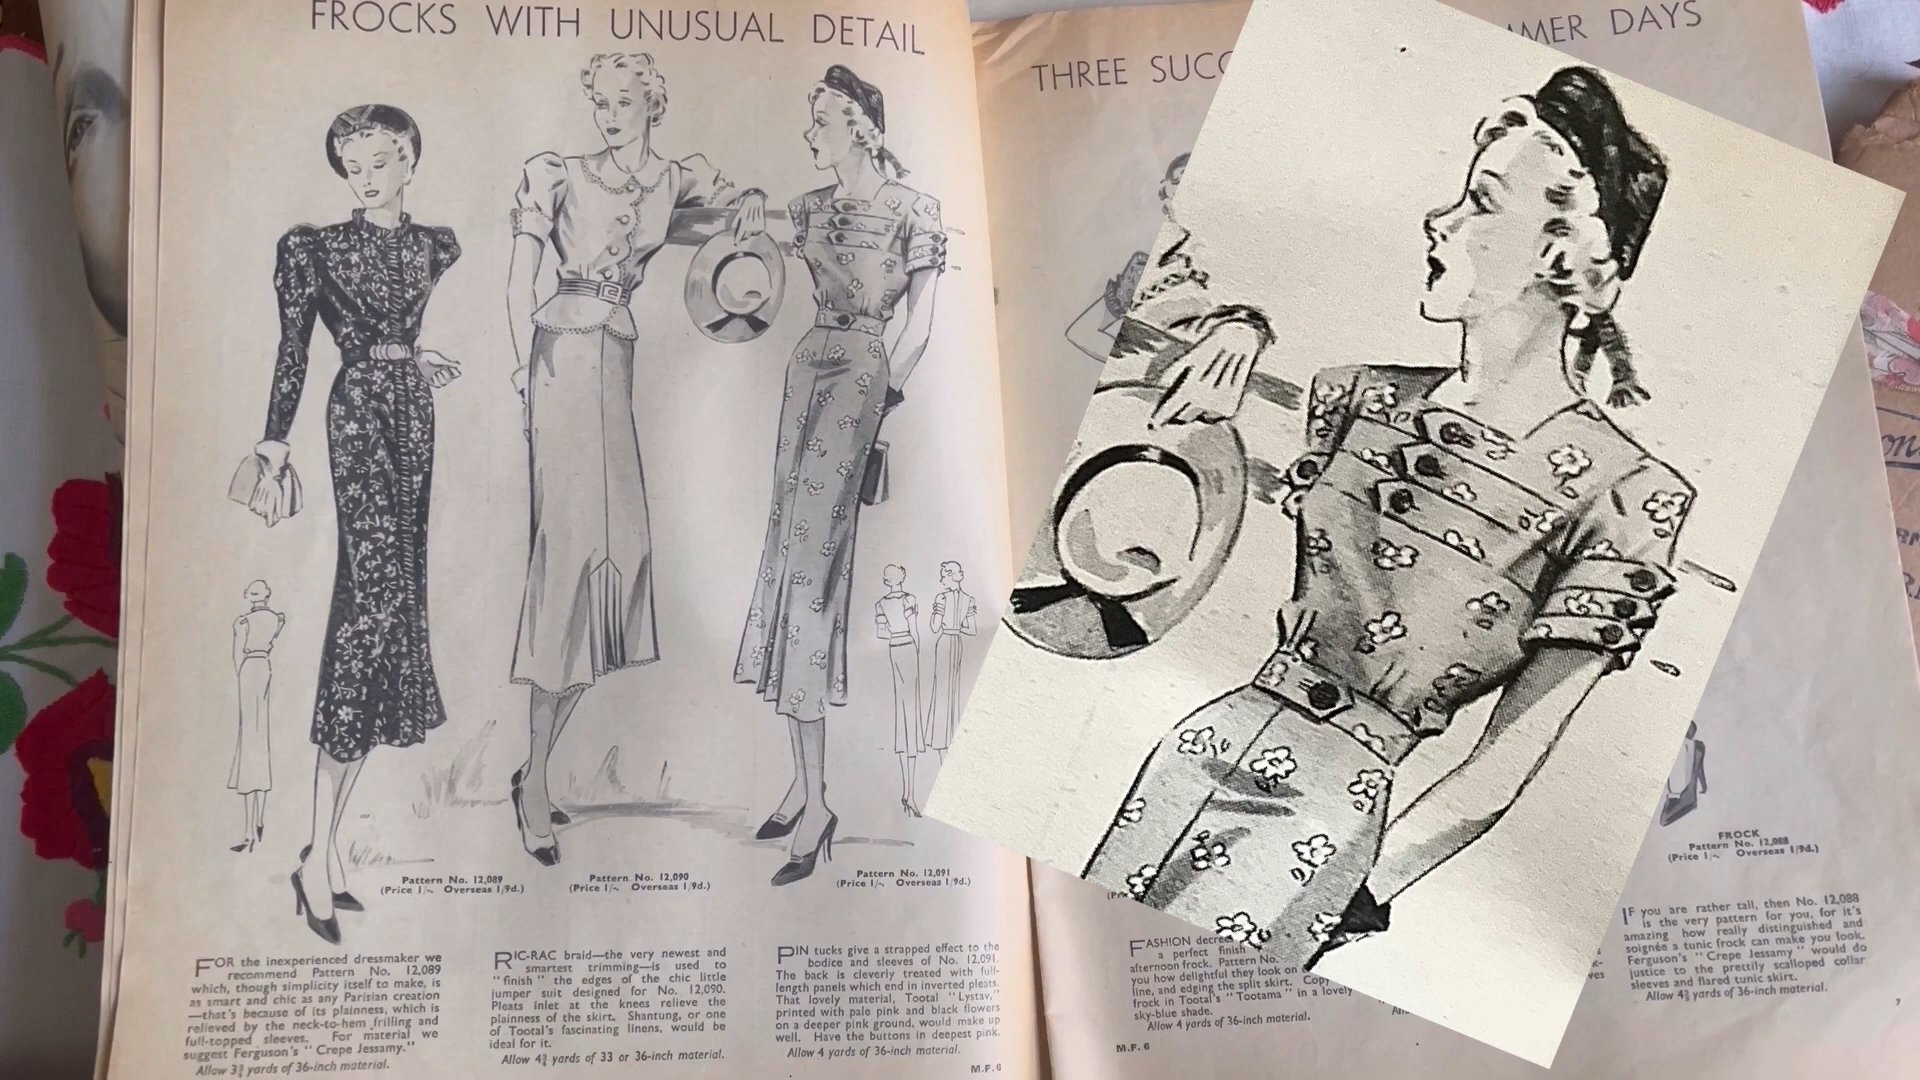 FROCKS WITH UNUSUAL DETAIL
Pattern No. 12,089
(Price 1/-. Overseas 1/9d.)
Pattern No. 12,090
(Price 1/-. Overseas 1/9d.)
Pattern No. 12,091
(Price 1/-. Overseas 1/9d.)
FOR the inexperienced dressmaker we
recommend Pattern No. 12,089
which, though simplicity itself to make, is
as smart and chic as any Parisian creation
—that's because of its plainness, which is
relieved by the neck-to-hem frilling and
full-topped sleeves. For material we
suggest Ferguson's "Crepe Jessamy."
Allow 3¾ yards of 36-inch material.
RIC-RAC braid—the very newest and
smartest trimming—is used to
"finish" the edges of the chic little
jumper suit designed for No. 12,090.
Pleats inlet at the knees relieve the
plainness of the skirt. Shantung, or one
of Tootal's fascinating linens, would be
ideal for it.
Allow 4¾ yards of 33 or 36-inch material.
PIN tucks give a strapped effect to the
bodice and sleeves of No. 12,091.
The back is cleverly treated with full-
length panels which end in inverted pleats.
That lovely material, Tootal "Lystav,"
printed with pale pink and black flowers
on a deeper pink ground, would make up
well. Have the buttons in deepest pink.
Allow 4 yards of 36-inch material.
M.F. 6
THREE SUCC
MER DAYS
FASHION decree
a perfect finish
afternoon frock. Pattern No.
you how delightfully they look on
line, and edging the split skirt. Copy
frock in Tootal's "Tootama" in a lovely
sky-blue shade.
Allow 4 yards of 36-inch material.
M.F. 6
FROCK
Pattern No. 12,088
(Price 1/-. Overseas 1/9d.)
IF you are rather tall, then No. 12,088
is the very pattern for you, for it's
amazing how really distinguished and
soignée a tunic frock can make you look.
Ferguson's "Crepe Jessamy" would do
justice to the prettily scalloped collar
sleeves and flared tunic skirt.
Allow 4¾ yards of 36-inch material.
7